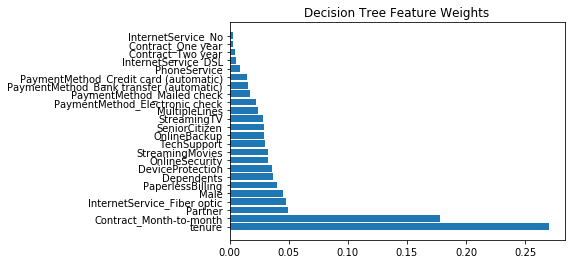 Decision Tree Feature Weights
InternetService_No
Contract_One year
Contract_Two year
InternetService_DSL
PhoneService
PaymentMethod_Credit card (automatic)
PaymentMethod_Bank transfer (automatic)
PaymentMethod_Mailed check
PaymentMethod_Electronic check
MultipleLines
StreamingTV
SeniorCitizen
OnlineBackup
TechSupport
StreamingMovies
OnlineSecurity
DeviceProtection
Dependents
PaperlessBilling
Male
InternetService_Fiber optic
Partner
Contract_Month-to-month
tenure
0.00 0.05 0.10 0.15 0.20 0.25